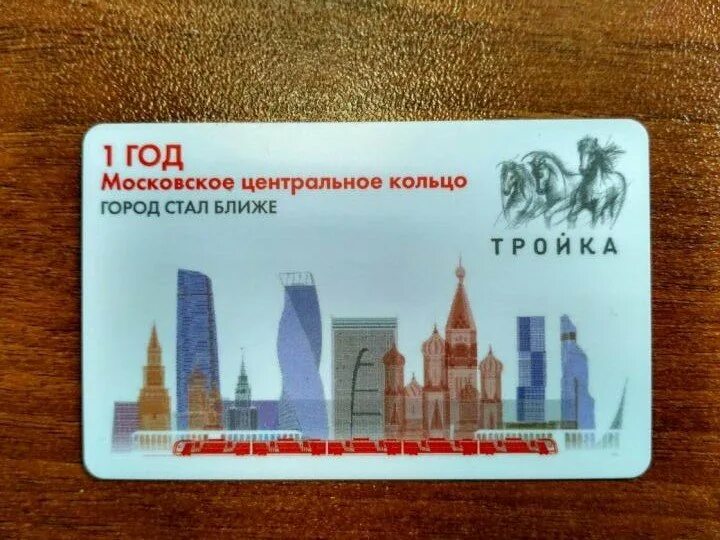 1 ГОД
Московское центральное кольцо
ГОРОД СТАЛ БЛИЖЕ
ТРОЙКА